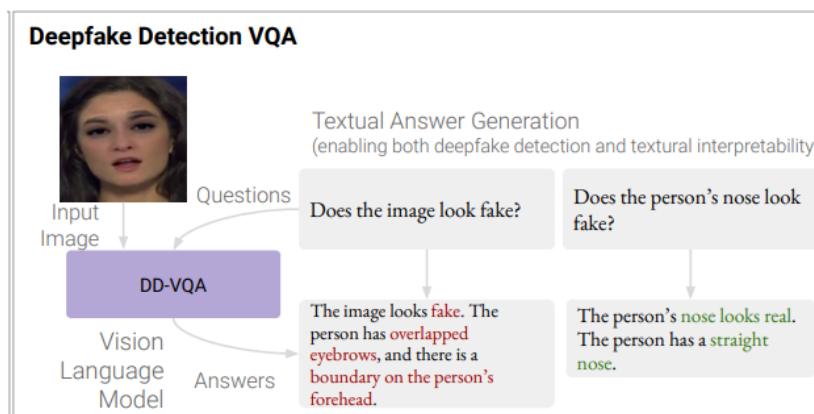 Deepfake Detection VQA
Textual Answer Generation
(enabling both deepfake detection and textural interpretability
Questions
Input
Image
Does the image look fake?
Does the person's nose look
fake?
DD-VQA
Vision
Language
Model
Answers
The image looks fake. The
person has overlapped
eyebrows, and there is a
boundary on the person's
forehead.
The person's nose looks real.
The person has a straight
nose.